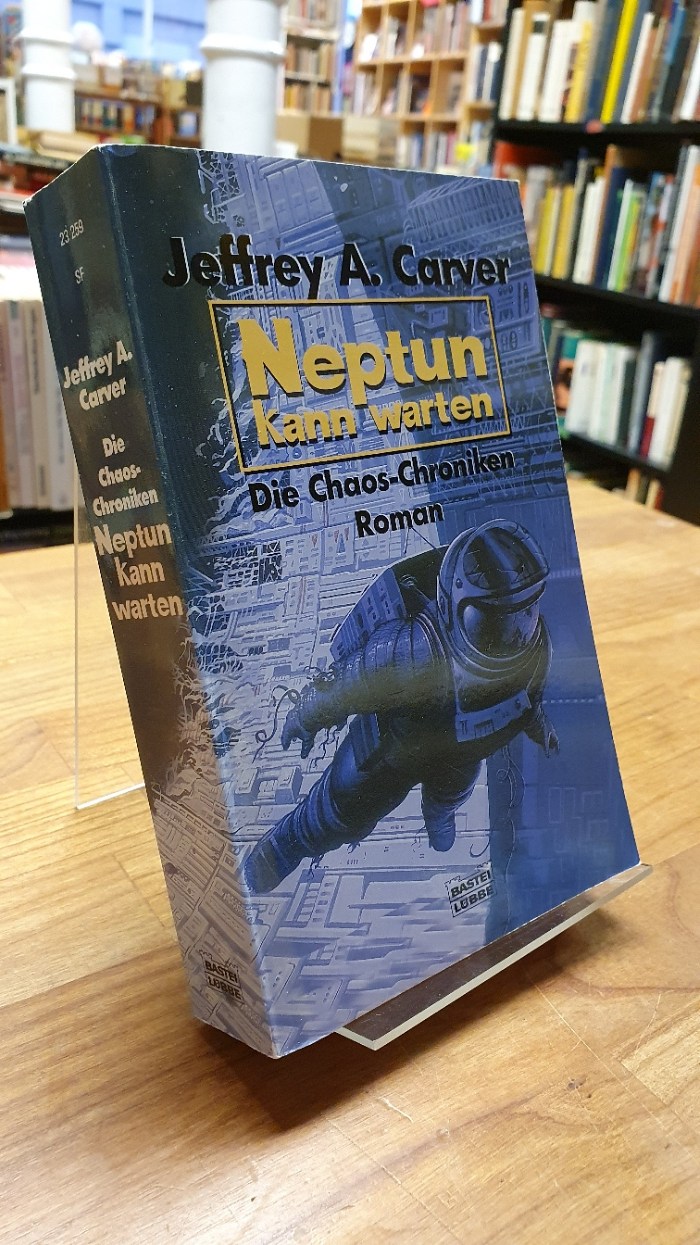 23 259
SF
Jeffrey A.
Carver
Die
Chaos-
Chroniken
Neptun
kann
warten
BASTEI
LÜBBE
Jeffrey A. Carver
Neptun
kann warten
Die Chaos-Chroniken
Roman
BASTEI
LÜBBE